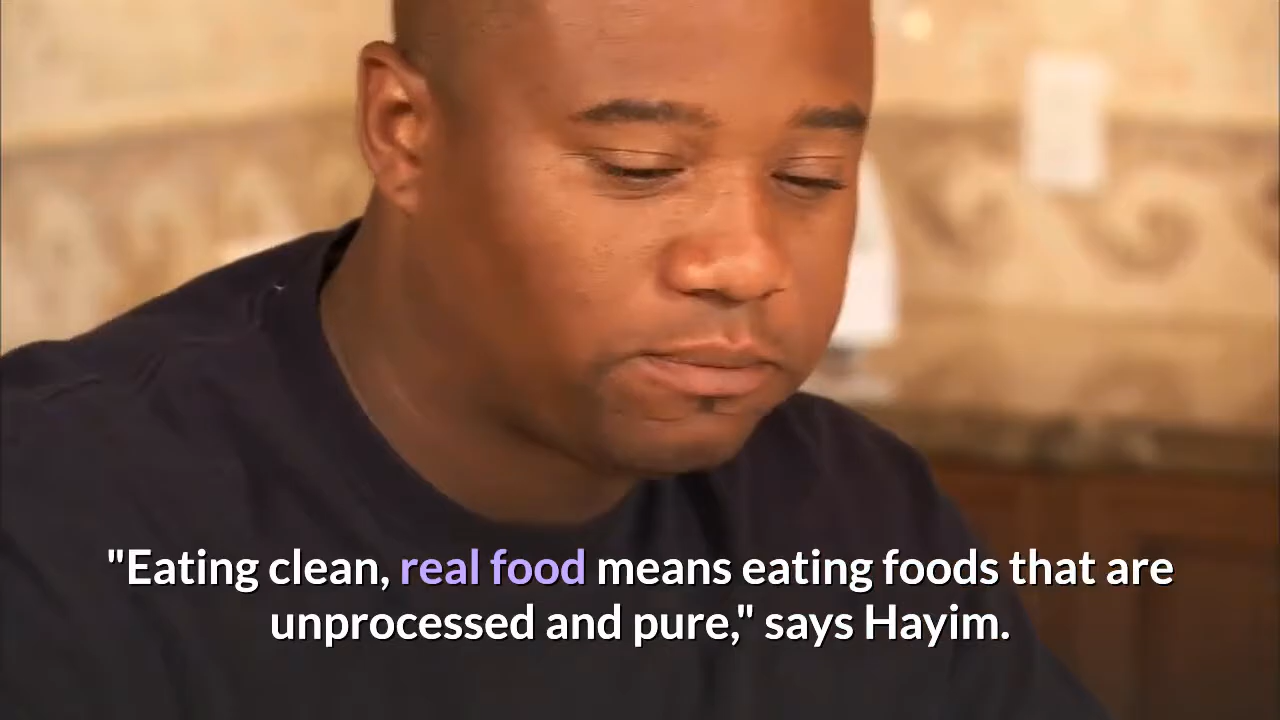 "Eating clean, real food means eating foods that are
unprocessed and pure," says Hayim.